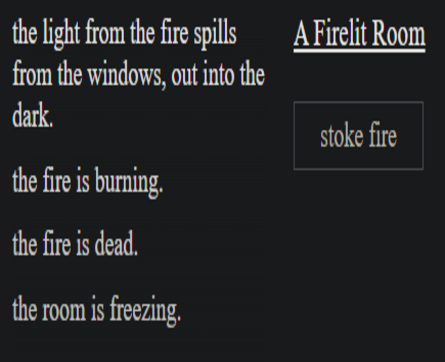 the light from the fire spills
from the windows, out into the
dark.
the fire is burning.
the fire is dead.
the room is freezing.
A Firelit Room
stoke fire